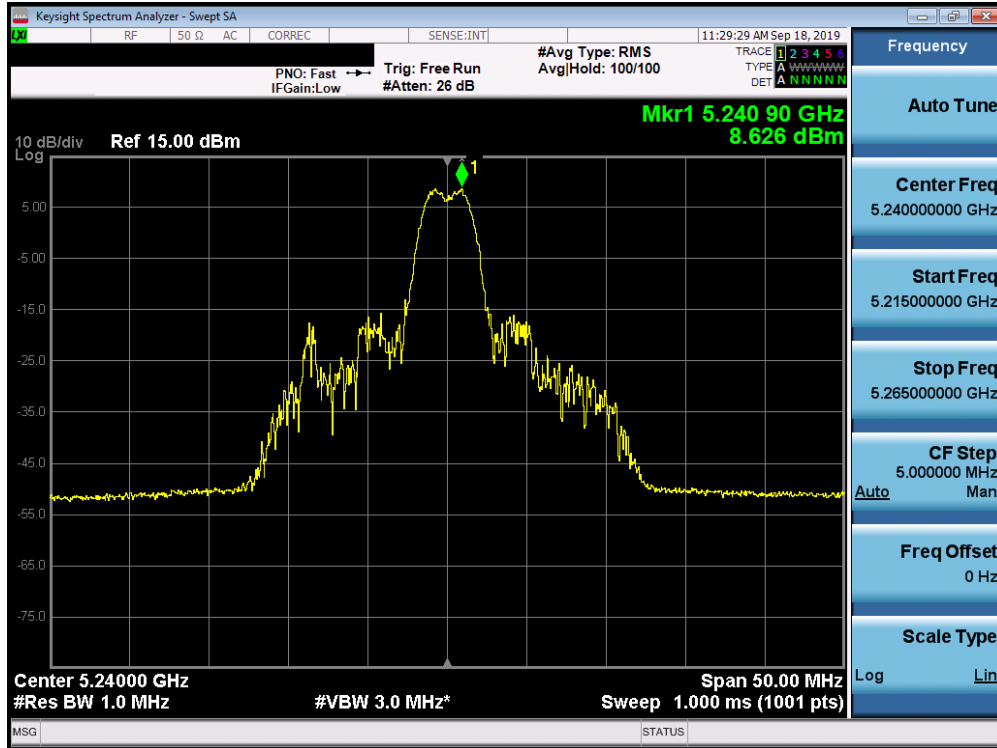 Keysight Spectrum Analyzer - Swept SA
LXI RF 50 Ω AC CORREC SENSE:INT 11:29:29 AM Sep 18, 2019
Frequency
#Avg Type: RMS TRACE 1 2 3 4 5 6
PNO: Fast Trig: Free Run Avg|Hold: 100/100 TYPE A WWWWW
IFGain:Low #Atten: 26 dB DET A N N N N N
Auto Tune
Mkr1 5.240 90 GHz
8.626 dBm
10 dB/div Ref 15.00 dBm
Log
1
5.00
-5.00
-15.0
-25.0
-35.0
-45.0
-55.0
-65.0
-75.0
Center Freq
5.240000000 GHz
Start Freq
5.215000000 GHz
Stop Freq
5.265000000 GHz
CF Step
5.000000 MHz
Auto Man
Freq Offset
0 Hz
Scale Type
Log Lin
Center 5.24000 GHz Span 50.00 MHz
#Res BW 1.0 MHz #VBW 3.0 MHz* Sweep 1.000 ms (1001 pts)
MSG STATUS